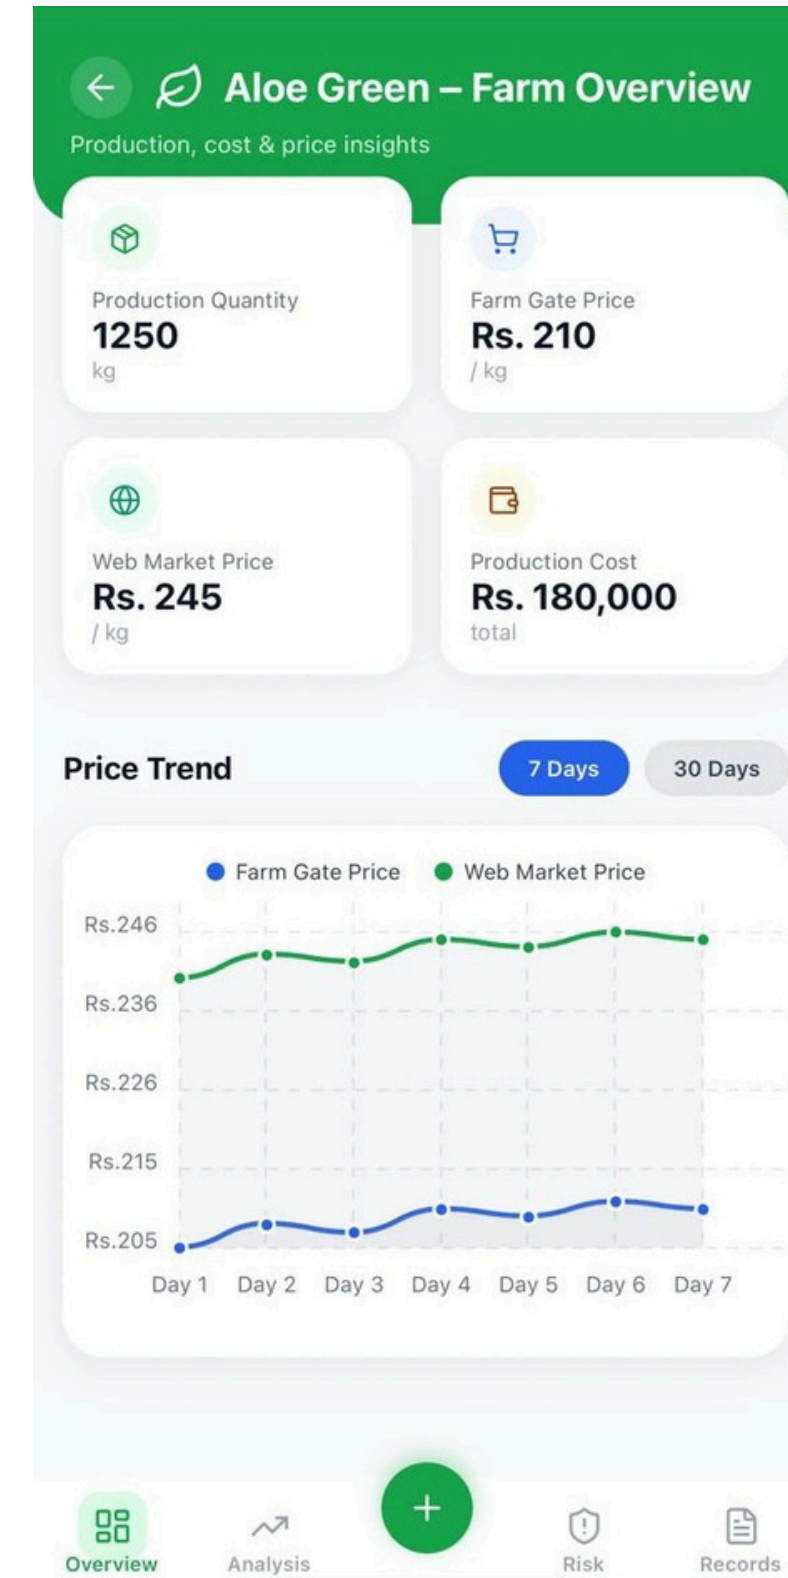 Aloe Green – Farm Overview
Production, cost & price insights
Production Quantity
1250
kg
Farm Gate Price
Rs. 210
/ kg
Web Market Price
Rs. 245
/ kg
Production Cost
Rs. 180,000
total
Price Trend
7 Days
30 Days
Farm Gate Price
Web Market Price
Rs.246
Rs.236
Rs.226
Rs.215
Rs.205
Day 1 Day 2 Day 3 Day 4 Day 5 Day 6 Day 7
Overview
Analysis
+
Risk
Records